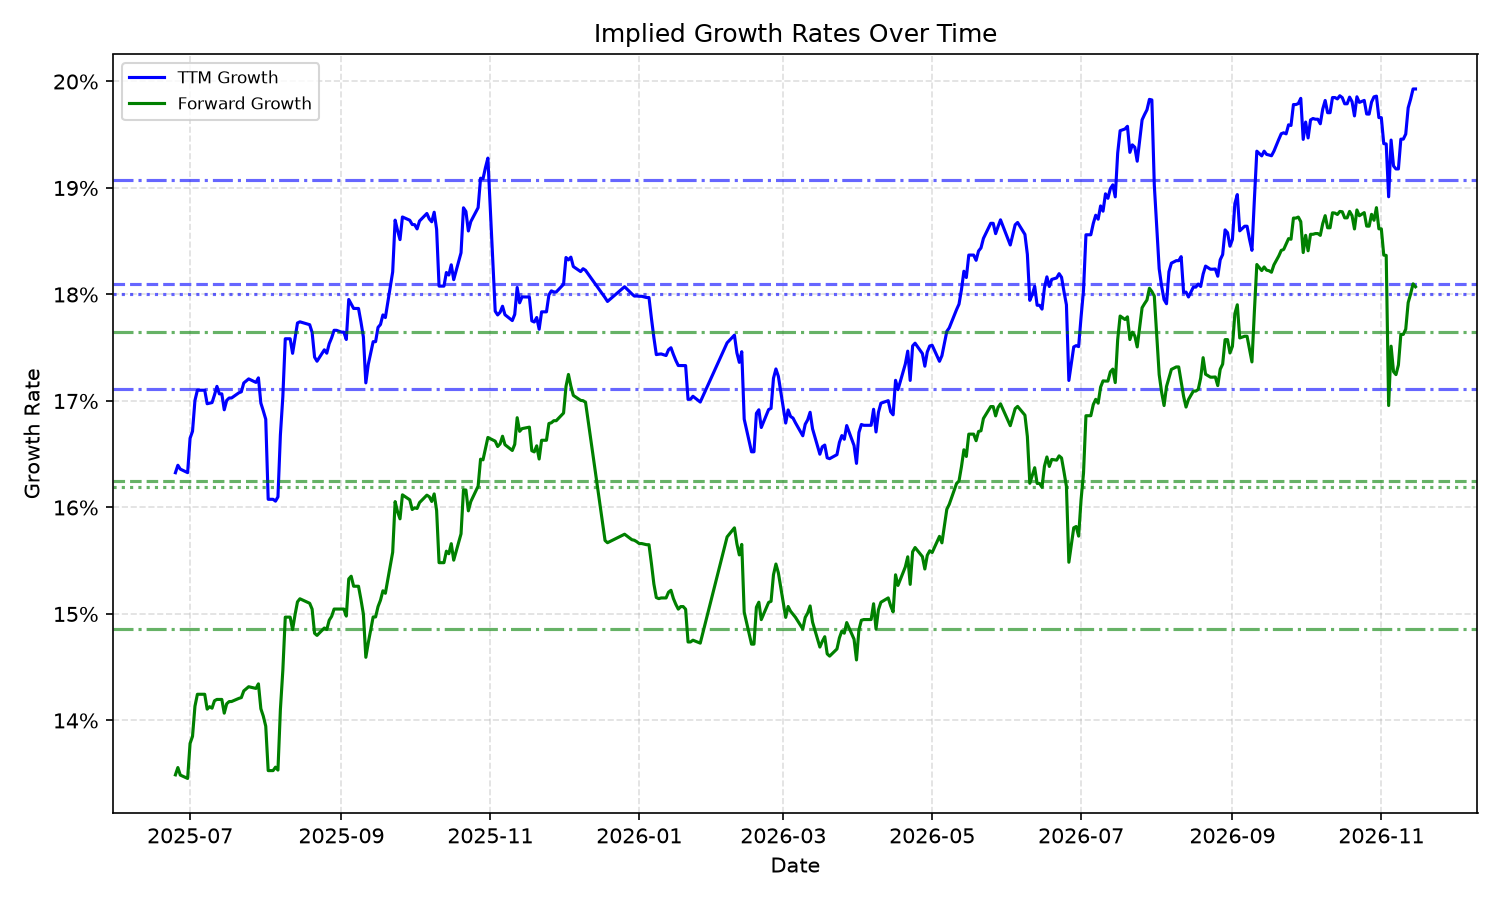 Implied Growth Rates Over Time
TTM Growth
Forward Growth
20%
19%
18%
17%
16%
15%
14%
Growth Rate
2025-07 2025-09 2025-11 2026-01 2026-03 2026-05 2026-07 2026-09 2026-11
Date